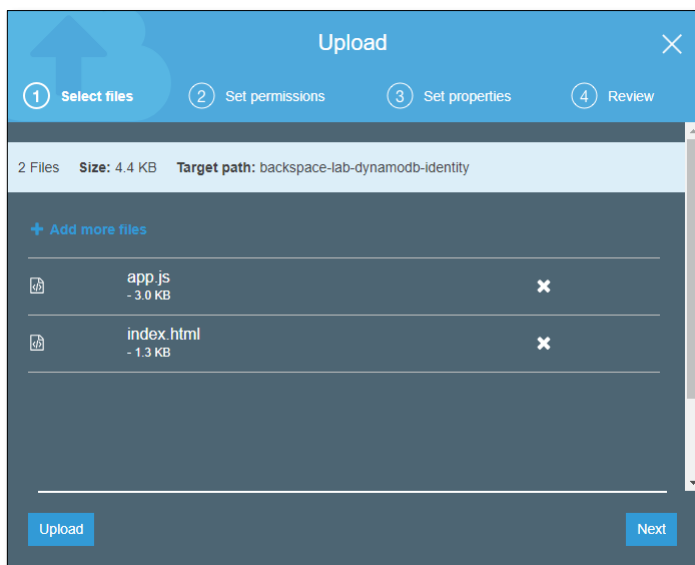 Upload
1 Select files 2 Set permissions 3 Set properties 4 Review
2 Files Size: 4.4 KB Target path: backspace-lab-dynamodb-identity
+ Add more files
app.js
- 3.0 KB
index.html
- 1.3 KB
Upload Next